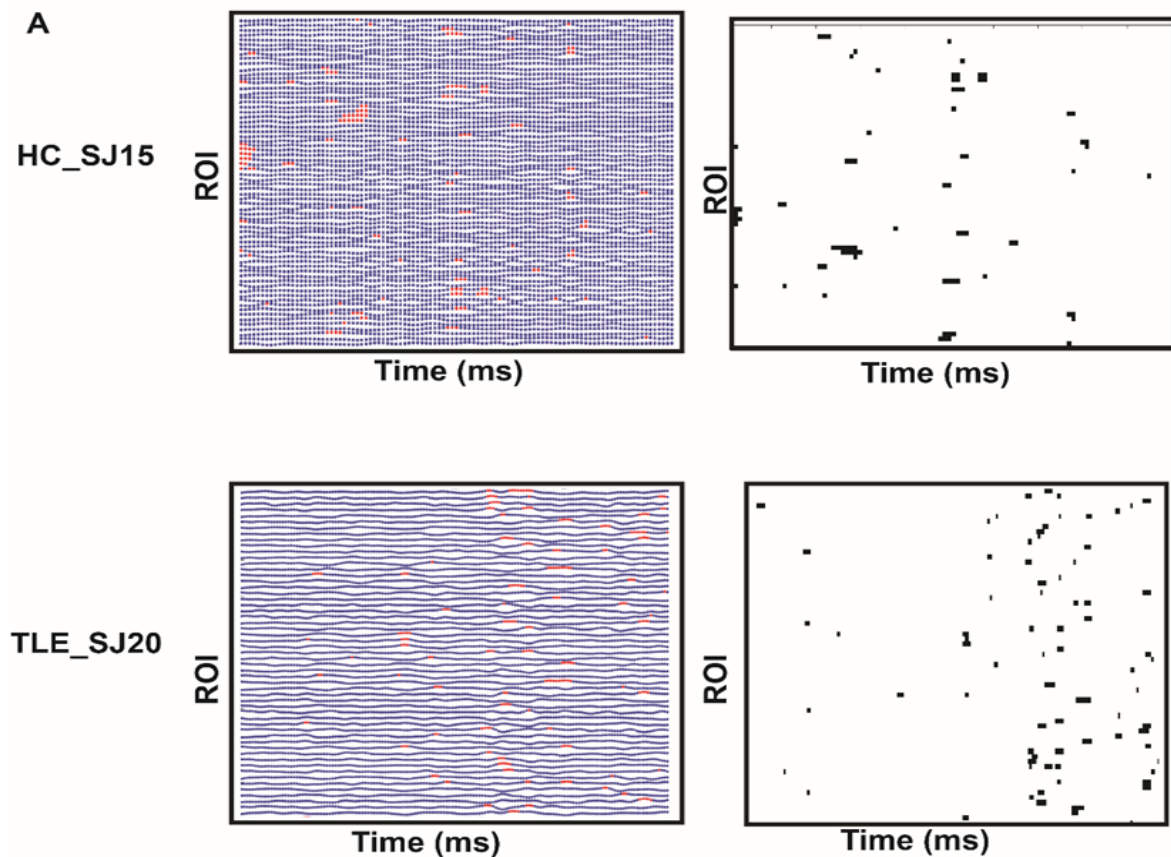 A
HC_SJ15
ROI
Time (ms)
ROI
Time (ms)
TLE_SJ20
ROI
Time (ms)
ROI
Time (ms)